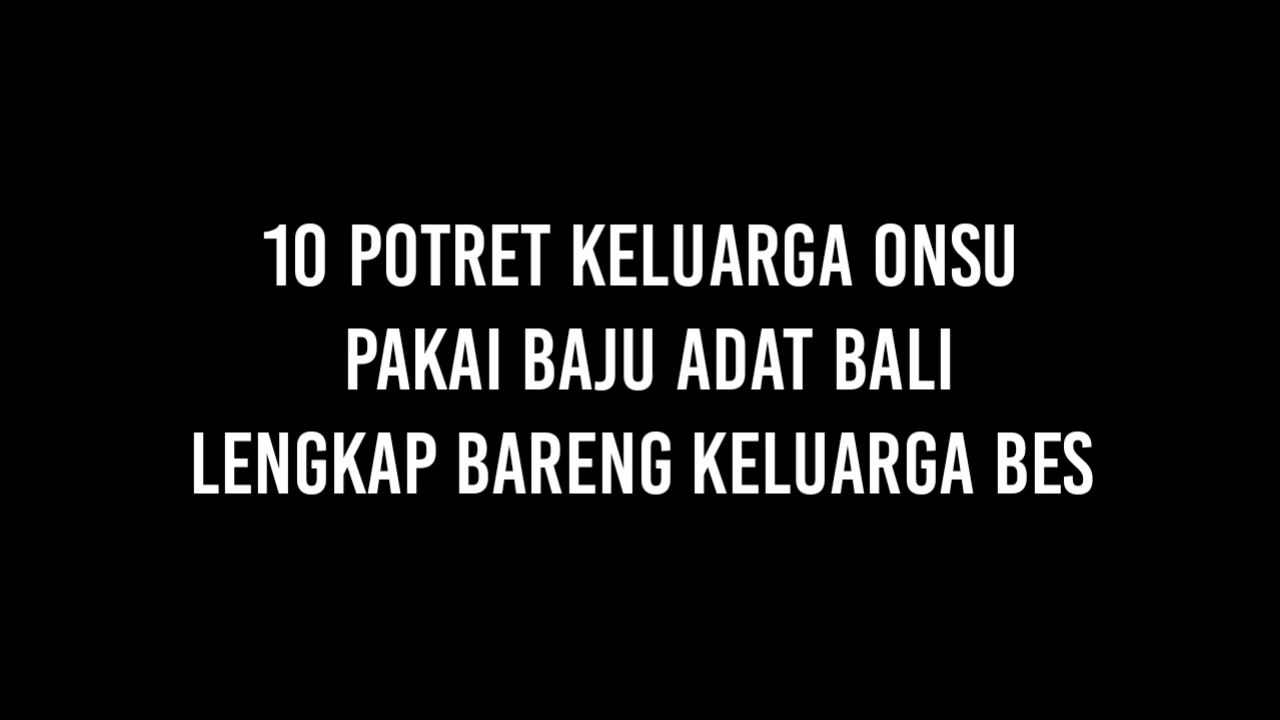 10 POTRET KELUARGA ONSU
PAKAI BAJU ADAT BALI
LENGKAP BARENG KELUARGA BES